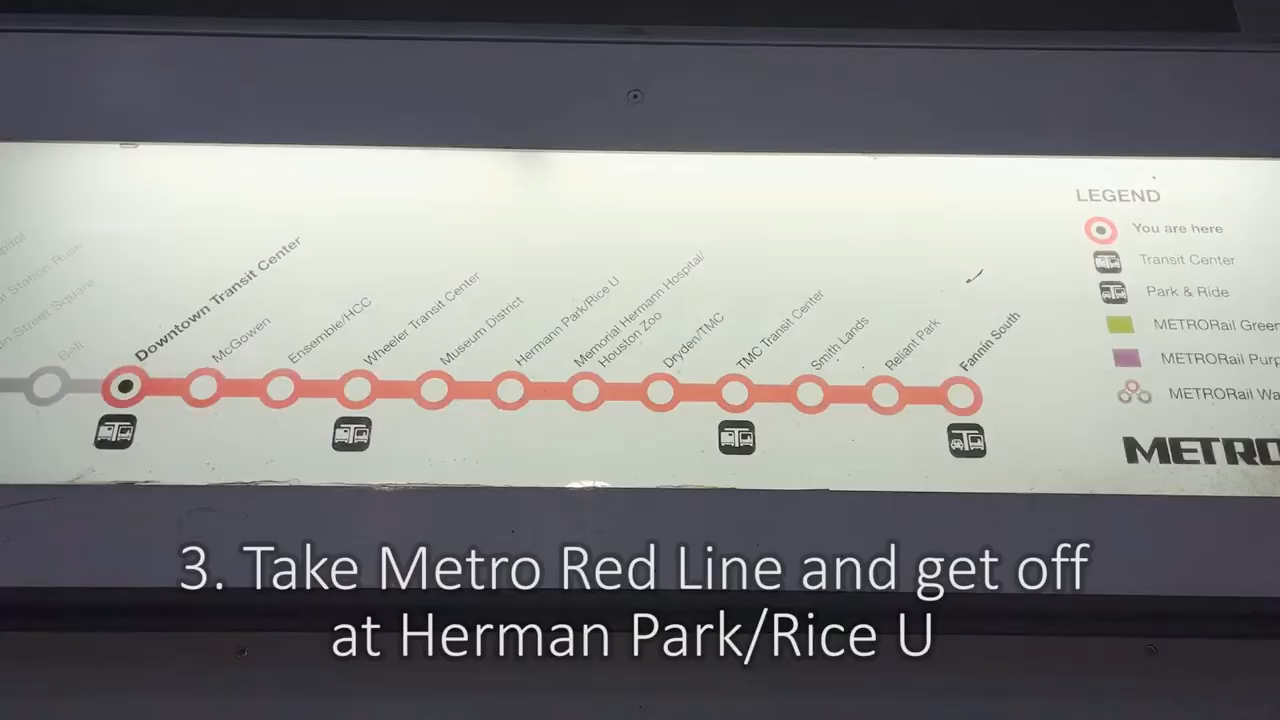 LEGEND
You are here
Transit Center
Park & Ride
METRORail Green
METRORail Purp
METRORail Wa
METRO
Street Square
Bell
Downtown Transit Center
McGowen
Ensemble/HCC
Wheeler Transit Center
Museum District
Hermann Park/Rice U
Memorial Hermann Hospital/
Houston Zoo
Dryden/TMC
TMC Transit Center
Smith Lands
Reliant Park
Fannin South
3. Take Metro Red Line and get off
at Herman Park/Rice U